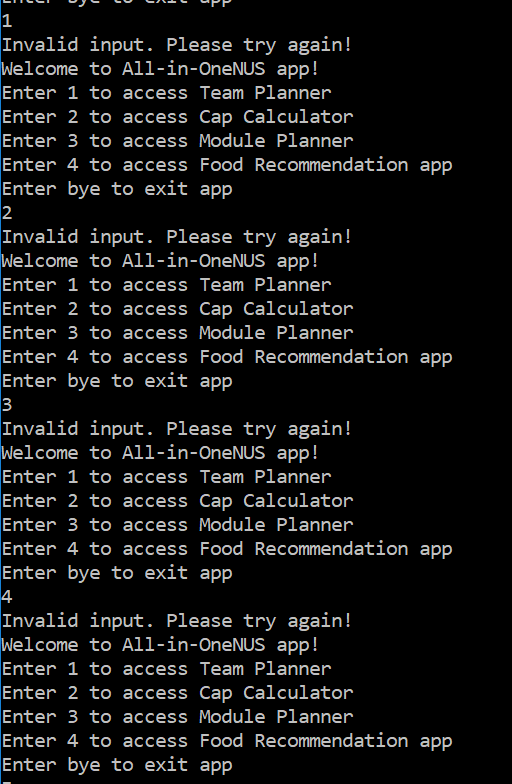 Enter bye to exit app
1
Invalid input. Please try again!
Welcome to All-in-OneNUS app!
Enter 1 to access Team Planner
Enter 2 to access Cap Calculator
Enter 3 to access Module Planner
Enter 4 to access Food Recommendation app
Enter bye to exit app
2
Invalid input. Please try again!
Welcome to All-in-OneNUS app!
Enter 1 to access Team Planner
Enter 2 to access Cap Calculator
Enter 3 to access Module Planner
Enter 4 to access Food Recommendation app
Enter bye to exit app
3
Invalid input. Please try again!
Welcome to All-in-OneNUS app!
Enter 1 to access Team Planner
Enter 2 to access Cap Calculator
Enter 3 to access Module Planner
Enter 4 to access Food Recommendation app
Enter bye to exit app
4
Invalid input. Please try again!
Welcome to All-in-OneNUS app!
Enter 1 to access Team Planner
Enter 2 to access Cap Calculator
Enter 3 to access Module Planner
Enter 4 to access Food Recommendation app
Enter bye to exit app